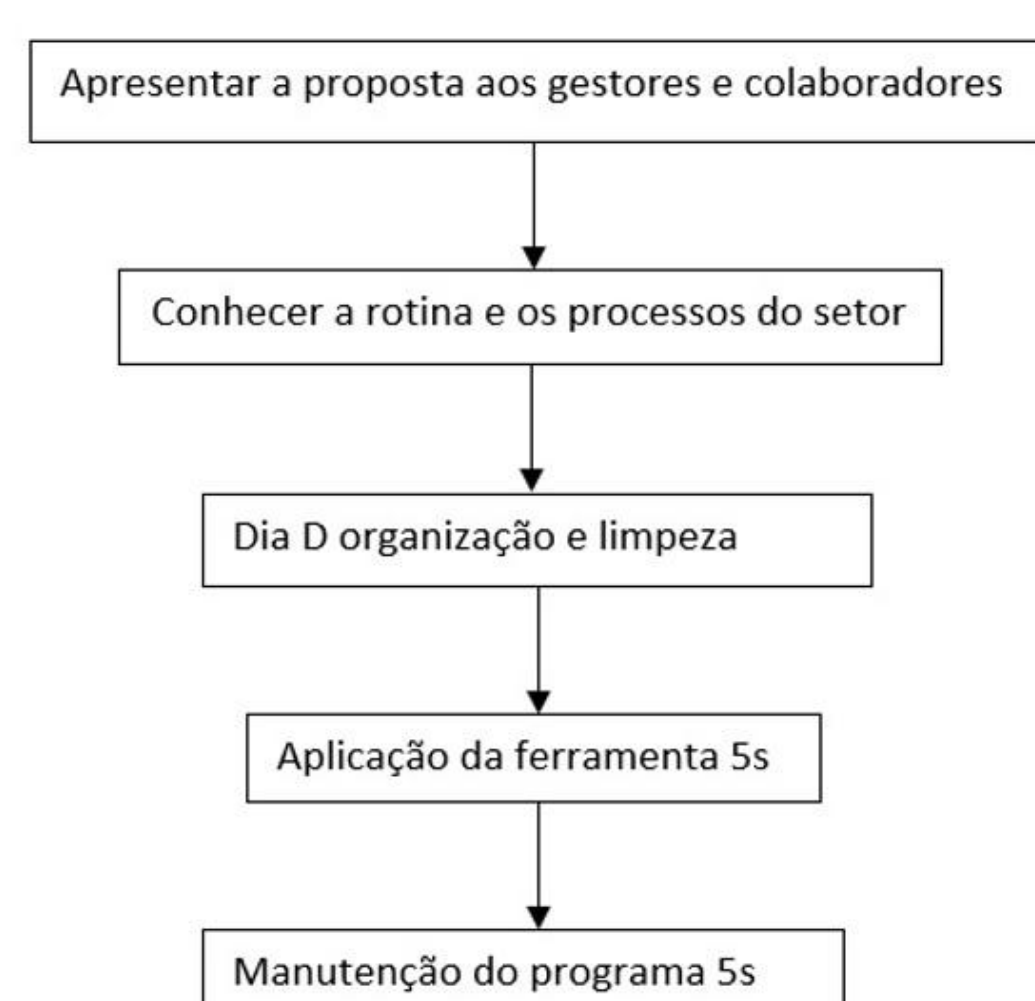 Apresentar a proposta aos gestores e colaboradores
Conhecer a rotina e os processos do setor
Dia D organização e limpeza
Aplicação da ferramenta 5s
Manutenção do programa 5s